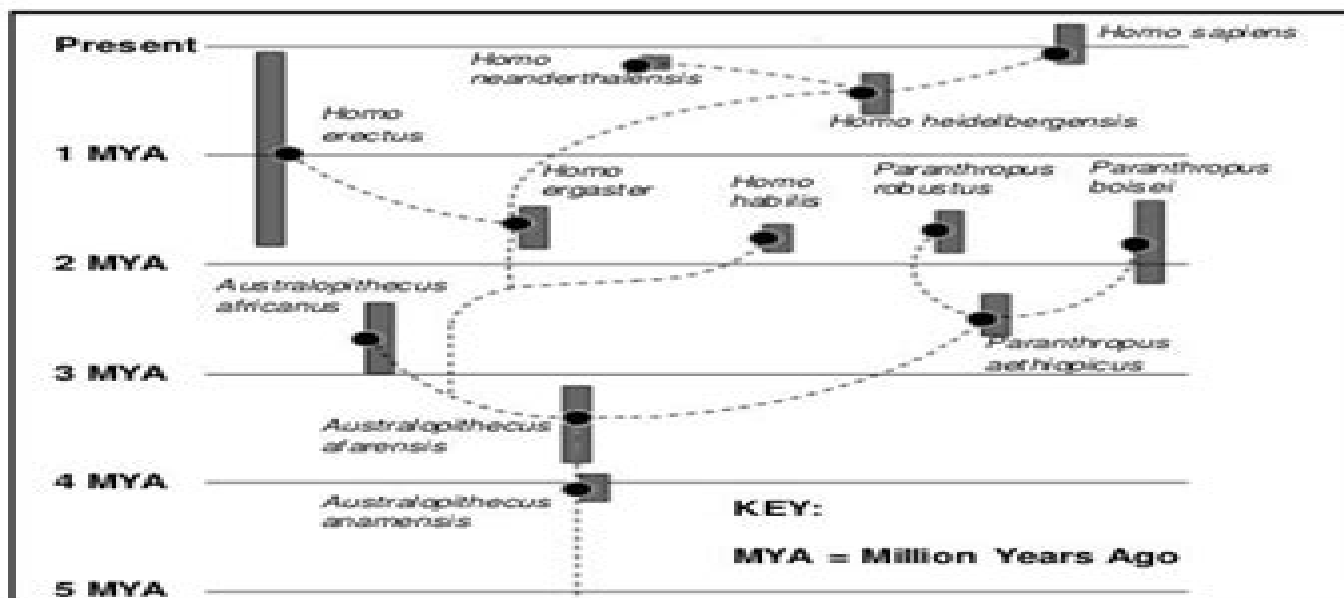 Present
Homo sapiens
Homo
neanderthalensis
Homo
erectus
Homo heidelbergensis
1 MYA
Homo
ergaster
Homo
habilis
Paranthropus
robustus
Paranthropus
boisei
2 MYA
Australopithecus
africanus
Paranthropus
aethiopicus
3 MYA
Australopithecus
afarensis
4 MYA
Australopithecus
anamensis
KEY:
MYA = Million Years Ago
5 MYA